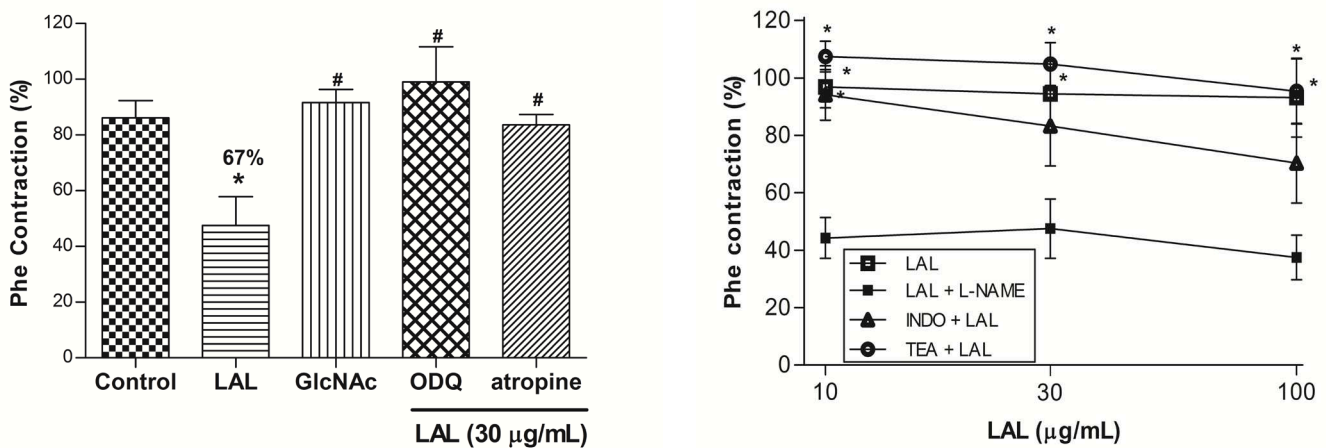 Phe Contraction (%)
120
100
80
60
40
20
0
67%
*
#
#
#
Control LAL GlcNAc ODQ atropine
LAL (30 µg/mL)
Phe contraction (%)
120
100
80
60
40
20
0
* * *
* * *
*
LAL
LAL + L-NAME
INDO + LAL
TEA + LAL
10 30 100
LAL (µg/mL)